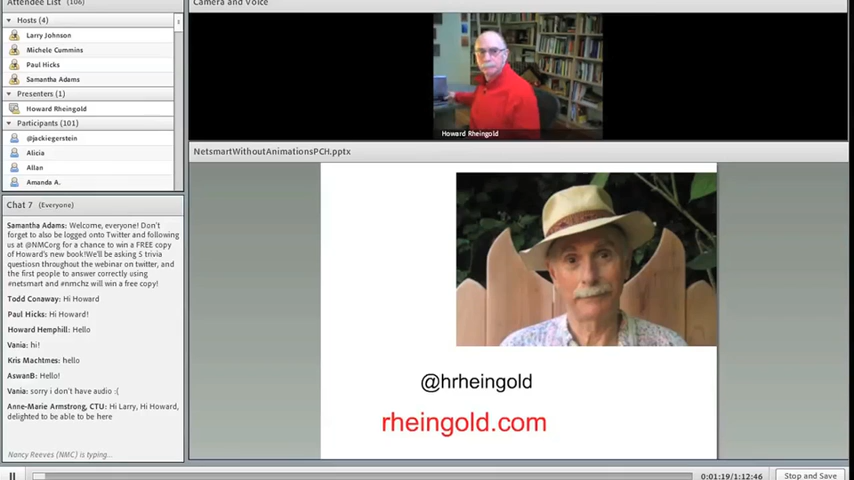 Attendee List (106)
Hosts (4)
Larry Johnson
Michele Cummins
Paul Hicks
Samantha Adams
Presenters (1)
Howard Rheingold
Participants (101)
@jackiegerstein
Alicia
Allan
Amanda A.
Chat 7 (Everyone)
Samantha Adams: Welcome, everyone! Don't
forget to also be logged onto Twitter and following
us at @NMCorg for a chance to win a FREE copy
of Howard's new book!We'll be asking 5 trivia
questiosn throughout the webinar on twitter, and
the first people to answer correctly using
#netsmart and #nmchz will win a free copy!
Todd Conaway: Hi Howard
Paul Hicks: Hi Howard!
Howard Hemphill: Hello
Vania: hi!
Kris Machtmes: hello
AswanB: Hello!
Vania: sorry i don't have audio :(
Anne-Marie Armstrong, CTU: Hi Larry, Hi Howard,
delighted to be able to be here
Nancy Reeves (NMC) is typing...
Camera and Voice
Howard Rheingold
NetsmartWithoutAnimationsPCH.pptx
@hrheingold
rheingold.com
0:01:19/1:12:46
Stop and Save